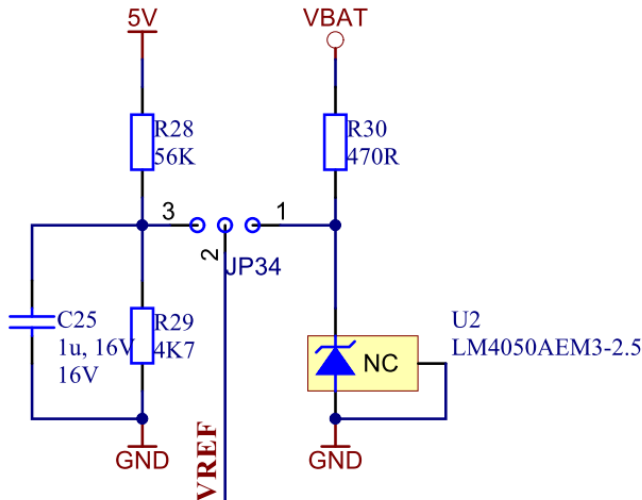 5V
VBAT
R28
56K
R30
470R
3
1
2
JP34
C25
1u, 16V
16V
R29
4K7
U2
LM4050AEM3-2.5
NC
GND
VREF
GND